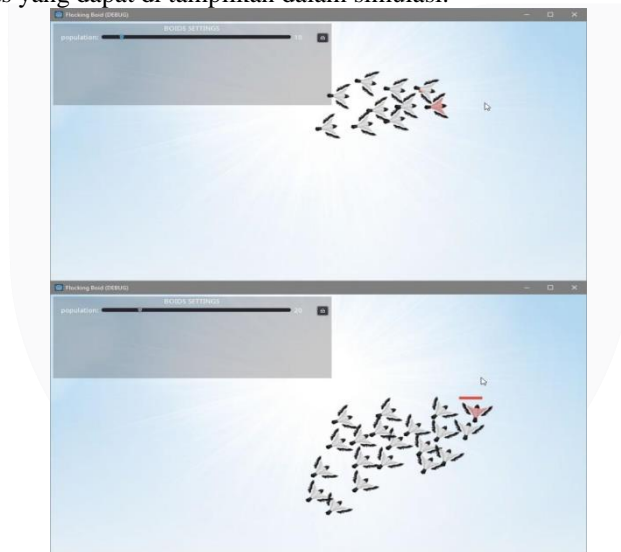 yang dapat di tampilkan dalam simulasi.
Flocking Boid (DEBUG)
BOIDS SETTINGS
population:
10
Flocking Boid (DEBUG)
BOIDS SETTINGS
population:
20